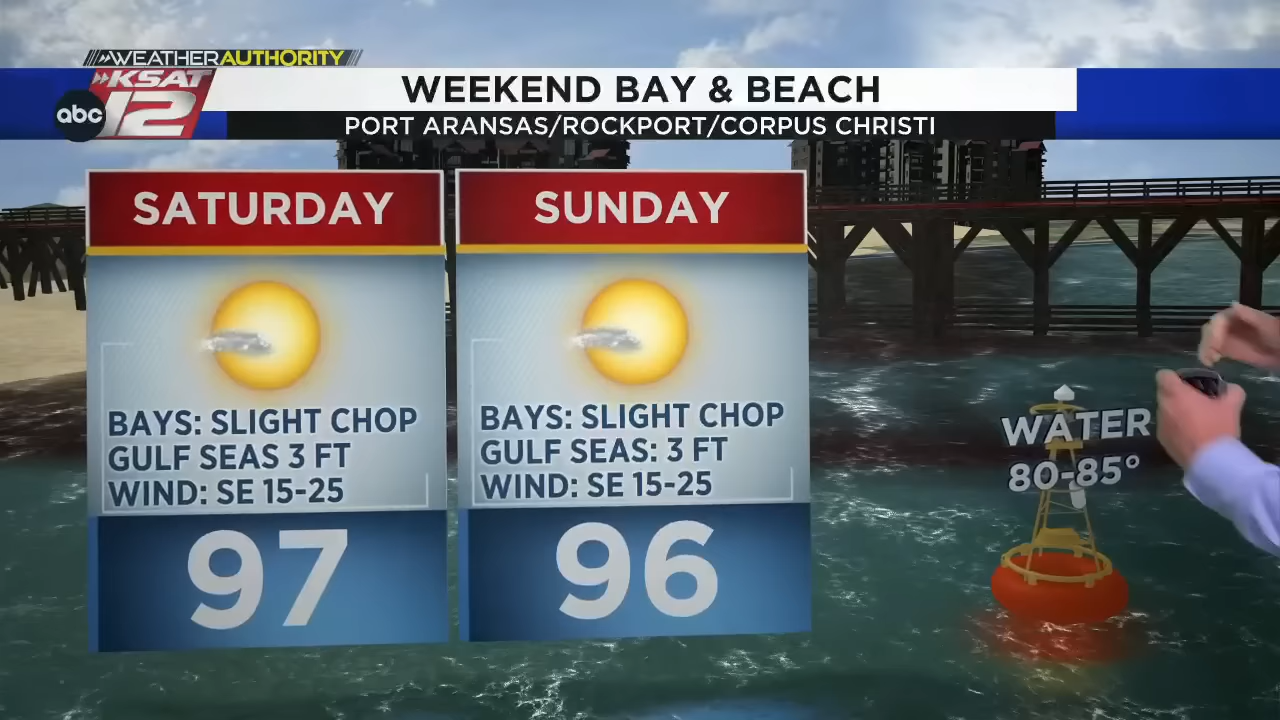 WEATHERAUTHORITY
KSAT
abc 12
WEEKEND BAY & BEACH
PORT ARANSAS/ROCKPORT/CORPUS CHRISTI
SATURDAY
BAYS: SLIGHT CHOP
GULF SEAS 3 FT
WIND: SE 15-25
97
SUNDAY
BAYS: SLIGHT CHOP
GULF SEAS: 3 FT
WIND: SE 15-25
96
WATER
80-85°